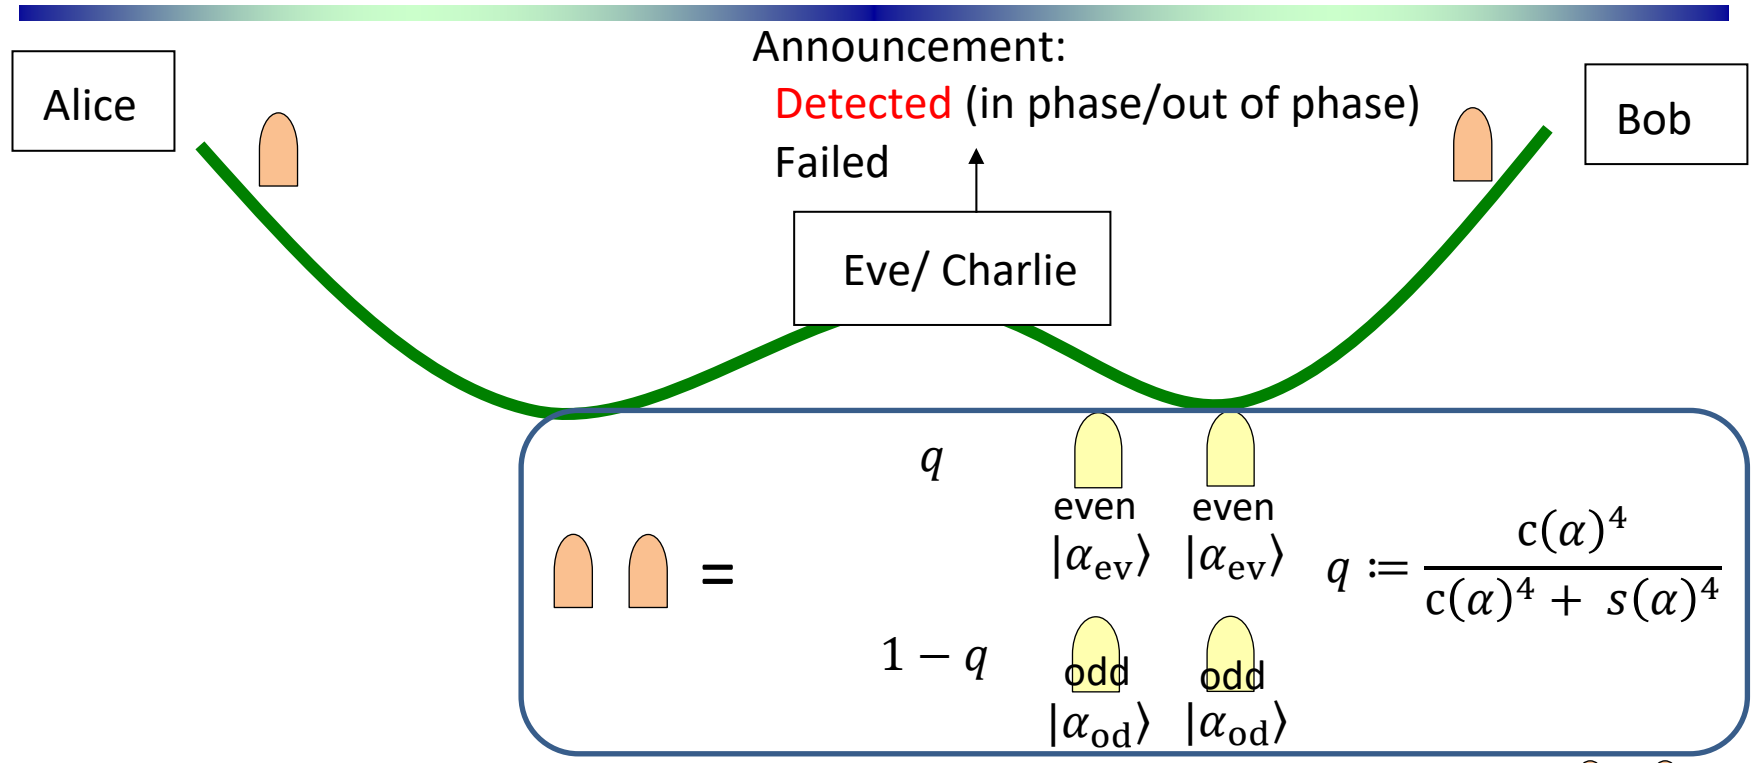 Announcement:
Alice
Detected (in phase/out of phase)
Bob
Failed
Eve/ Charlie
q
even even
|α_ev⟩ |α_ev⟩
= q ≔ c(α)^4 / (c(α)^4 + s(α)^4)
1 − q
odd odd
|α_od⟩ |α_od⟩